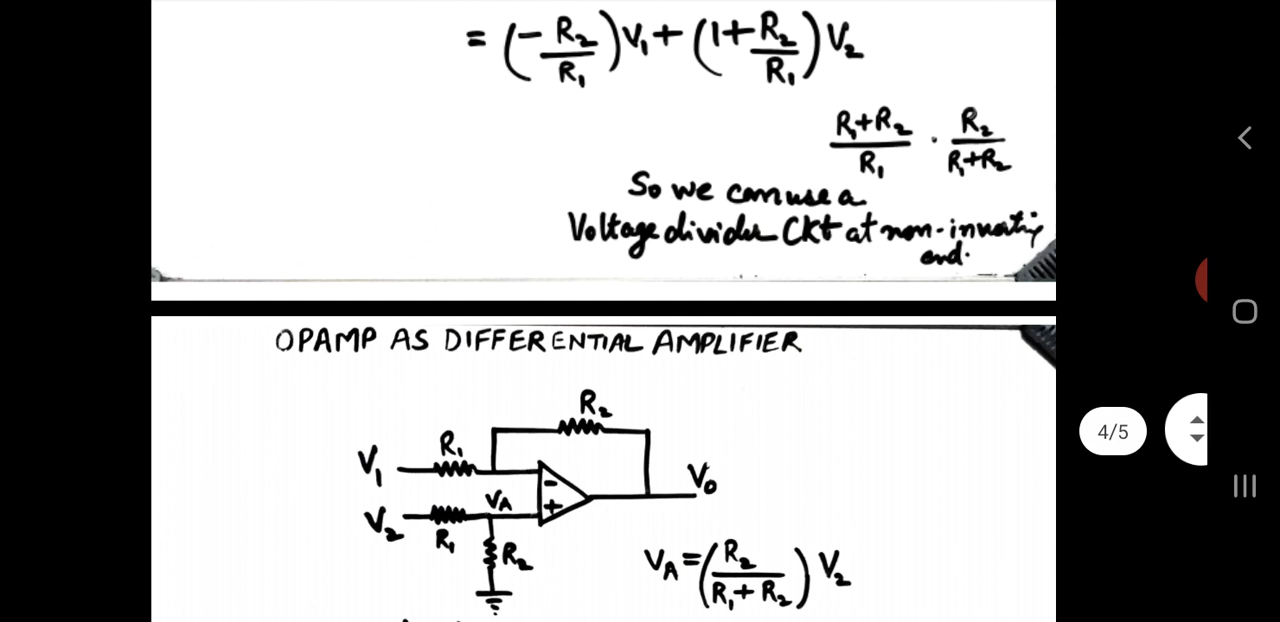 = (-R₂/R₁)V₁ + (1+R₂/R₁)V₂
R₁+R₂/R₁ · R₂/R₁+R₂
So we can use a
Voltage divider CKt at non-inverting
end.
OPAMP AS DIFFERENTIAL AMPLIFIER
R₂
R₁
V₁
V₀
VA
V₂
R₁
R₂
VA=(R₂/R₁+R₂)V₂
-
+
4/5